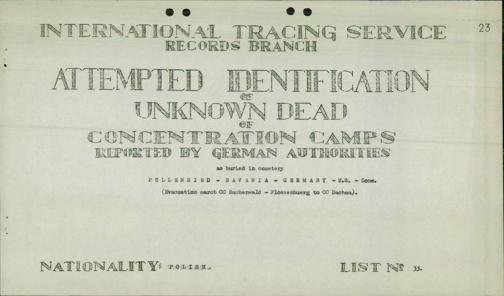 23
INTERNATIONAL TRACING SERVICE
RECORDS BRANCH
ATTEMPTED IDENTIFICATION
OF
UNKNOWN DEAD
OF
CONCENTRATION CAMPS
REPORTED BY GERMAN AUTHORITIES
as buried in cemetery
PULLENRIED - BAVARIA - GERMANY - U.S. - Zone.
(Evacuation march CC Buchenwald - Flossenbuerg to CC Dachau).
NATIONALITY: POLISH. LIST Nº 33.